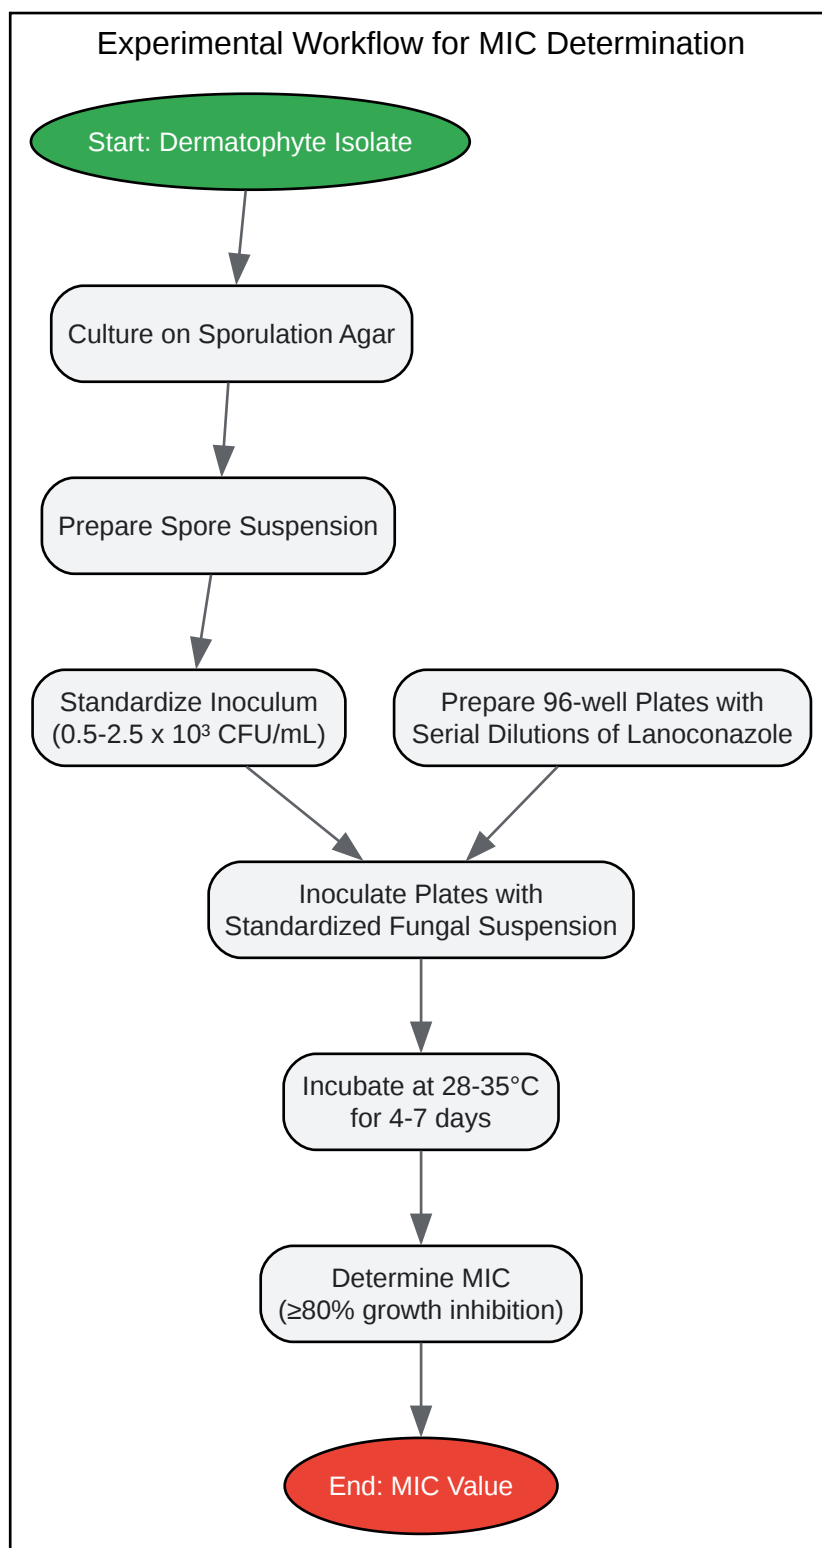 Experimental Workflow for MIC Determination
Start: Dermatophyte Isolate
Culture on Sporulation Agar
Prepare Spore Suspension
Standardize Inoculum
(0.5-2.5 x 10³ CFU/mL)
Prepare 96-well Plates with
Serial Dilutions of Lanoconazole
Inoculate Plates with
Standardized Fungal Suspension
Incubate at 28-35°C
for 4-7 days
Determine MIC
(≥80% growth inhibition)
End: MIC Value